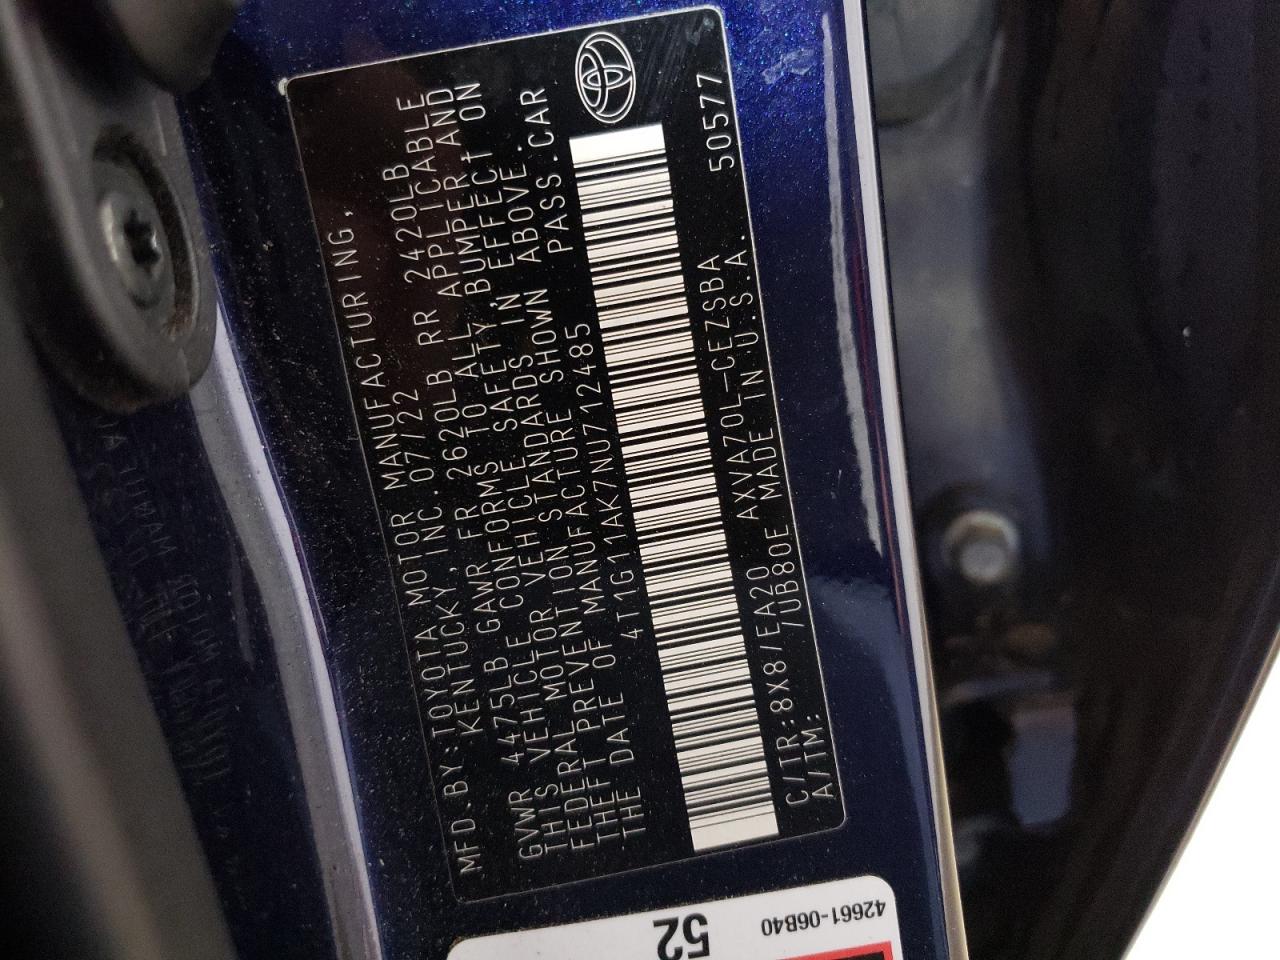 MFD.BY:TOYOTA MOTOR MANUFACTURING,
KENTUCKY, INC. 07/22
GVWR 4475LB GAWR FR 2620LB RR 2420LB
THIS VEHICLE CONFORMS TO ALL APPLICABLE
FEDERAL MOTOR VEHICLE SAFETY, BUMPER, AND
THEFT PREVENTION STANDARDS IN EFFECT ON
THE DATE OF MANUFACTURE SHOWN ABOVE.
4T1G11AK7NU712485 PASS.CAR
C/TR:8X8/EA20 AXVA70L-CEZSBA
A/TM: /UB80E MADE IN U.S.A. 50577
42661-06B40
52